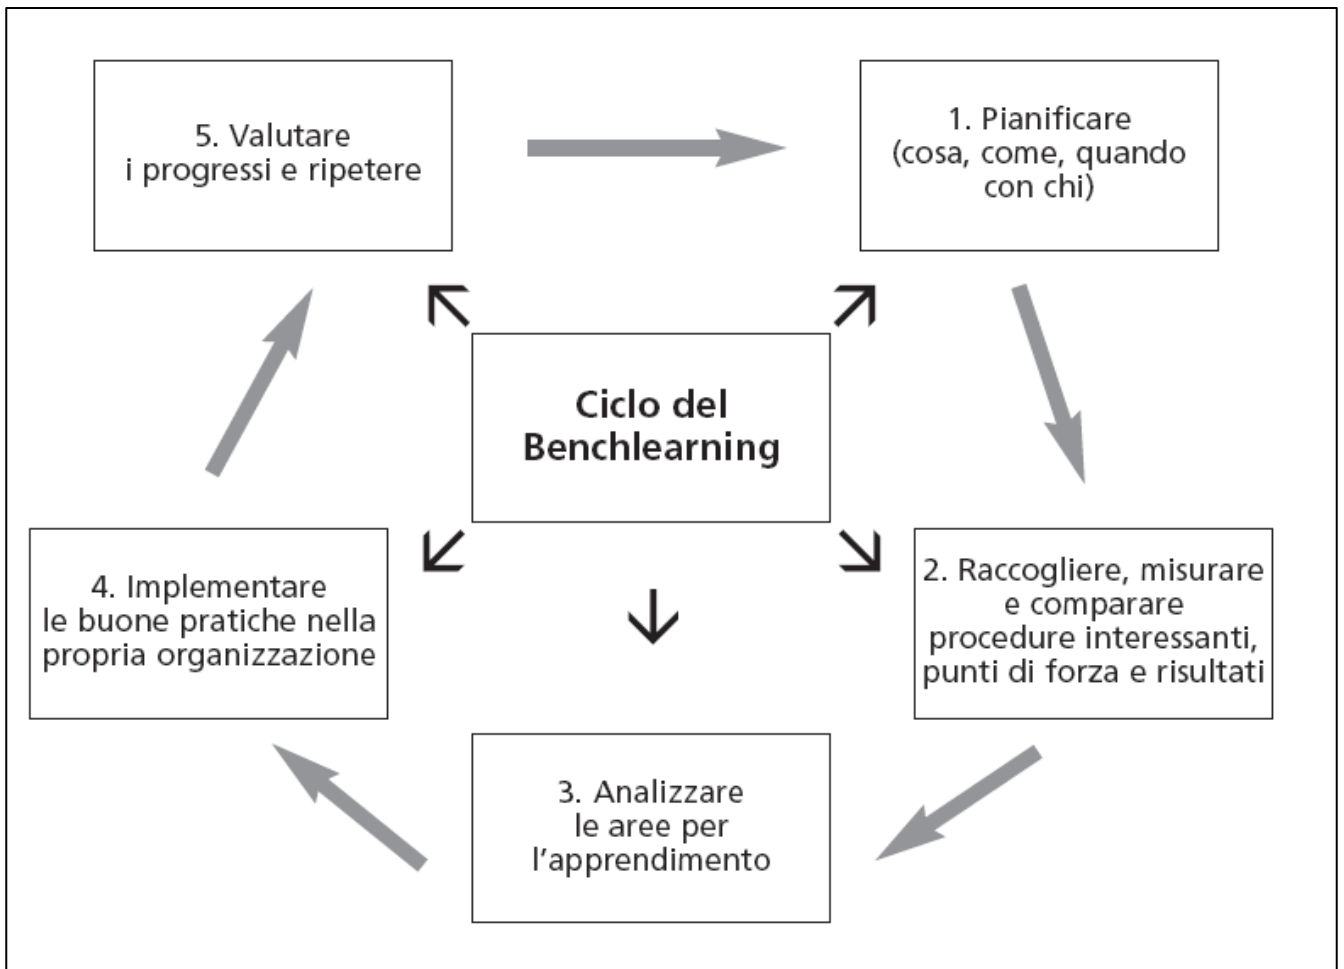 5. Valutare
i progressi e ripetere
1. Pianificare
(cosa, come, quando
con chi)
Ciclo del
Benchlearning
4. Implementare
le buone pratiche nella
propria organizzazione
2. Raccogliere, misurare
e comparare
procedure interessanti,
punti di forza e risultati
3. Analizzare
le aree per
l'apprendimento